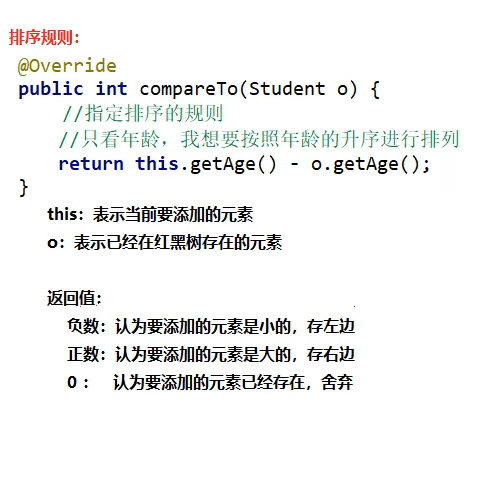 排序规则：
@Override
public int compareTo(Student o) {
//指定排序的规则
//只看年龄，我想要按照年龄的升序进行排列
return this.getAge() - o.getAge();
}
this：表示当前要添加的元素
o：表示已经在红黑树存在的元素
返回值：
负数：认为要添加的元素是小的，存左边
正数：认为要添加的元素是大的，存右边
0 ： 认为要添加的元素已经存在，舍弃